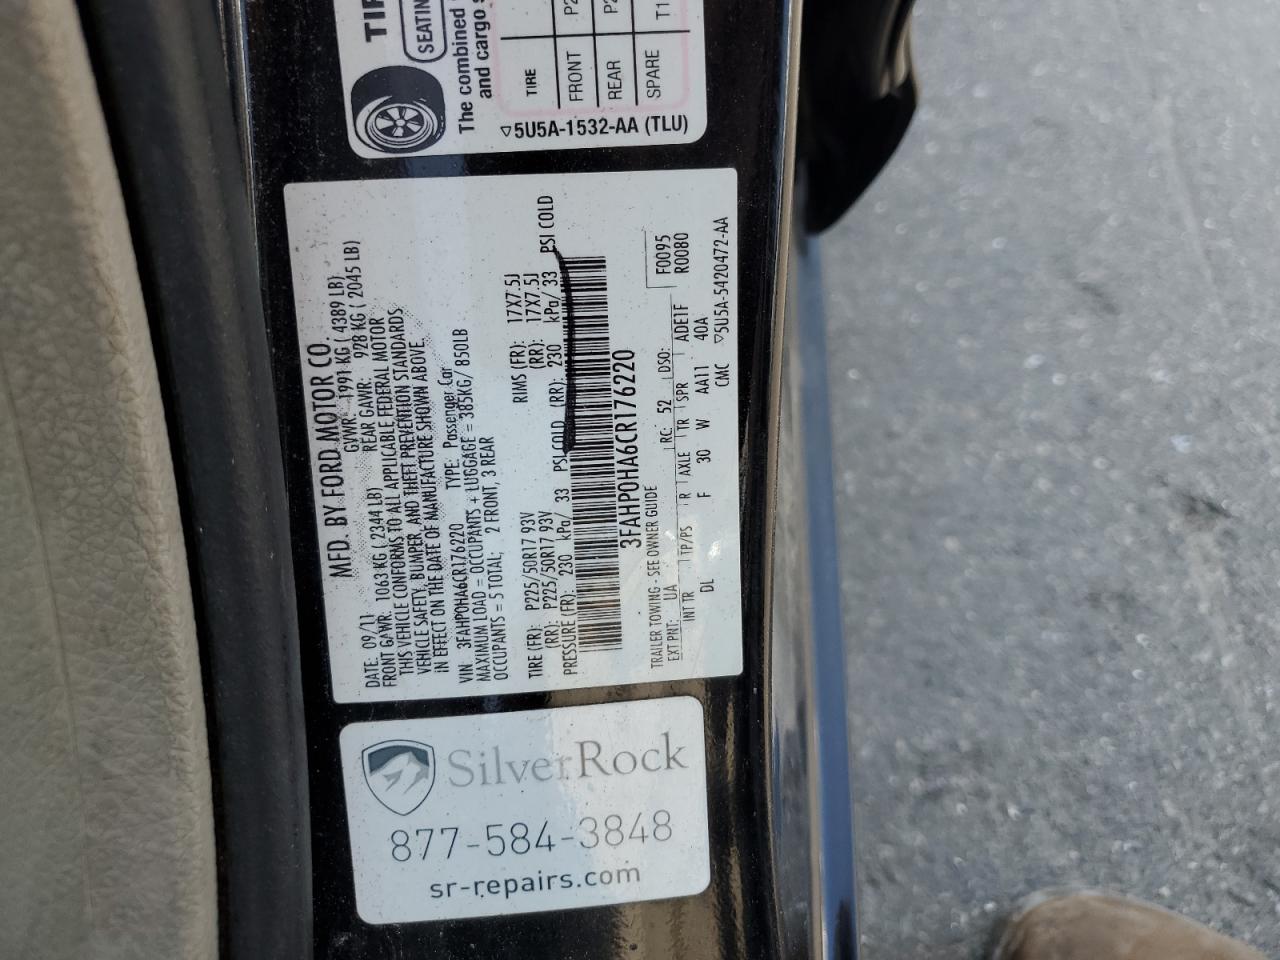 MFD. BY FORD MOTOR CO.
DATE: 09/11 GVWR: 1991 KG ( 4389 LB)
FRONT GAWR: 1063 KG ( 2344 LB) REAR GAWR: 928 KG ( 2045 LB)
THIS VEHICLE CONFORMS TO ALL APPLICABLE FEDERAL MOTOR
VEHICLE SAFETY, BUMPER, AND THEFT PREVENTION STANDARDS
IN EFFECT ON THE DATE OF MANUFACTURE SHOWN ABOVE.
VIN: 3FAHP0HA6CR176220 TYPE: Passenger Car
MAXIMUM LOAD = OCCUPANTS + LUGGAGE = 385KG/ 850LB
OCCUPANTS = 5 TOTAL; 2 FRONT, 3 REAR
TIRE (FR): P225/50R17 93V RIMS (FR): 17X7.5J
(RR): P225/50R17 93V (RR): 17X7.5J
PRESSURE (FR): 230 kPa/ 33 PSI COLD (RR): 230 kPa/ 33 PSI COLD
3FAHP0HA6CR176220
TRAILER TOWING - SEE OWNER GUIDE F0095
EXT PNT: UA RC: 52 DSO: R0080
INT TR TP/PS R AXLE TR SPR ADE1F
DL F 30 W AA11 40A
CMC ▽5U5A-5420472-AA
TIR
SEATIN
The combined
and cargo s
TIRE
FRONT P2
REAR P2
SPARE T1
▽5U5A-1532-AA (TLU)
SilverRock
877-584-3848
sr-repairs.com